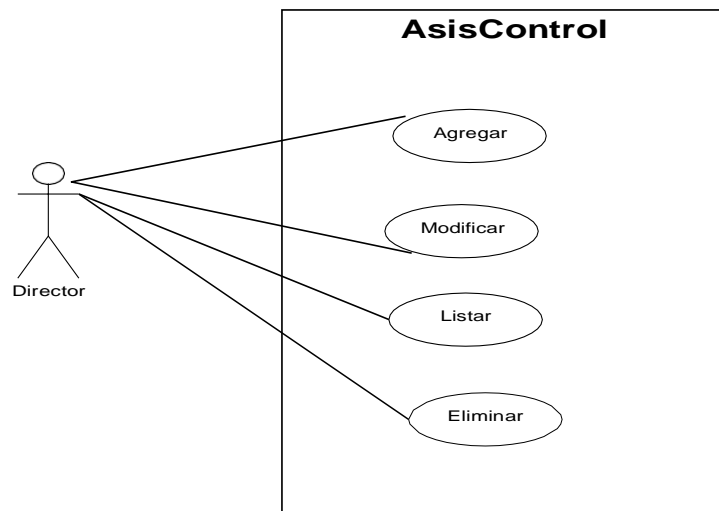 AsisControl
Agregar
Modificar
Director
Listar
Eliminar